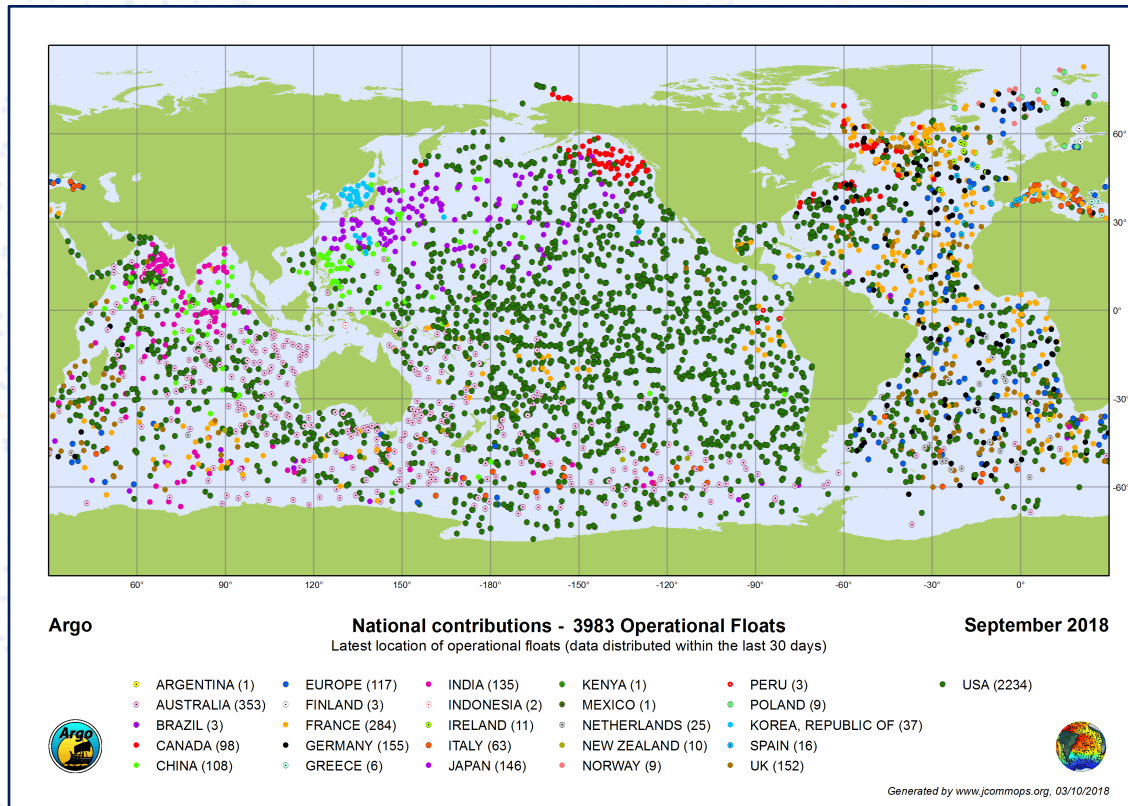 60°
30°
0°
-30°
-60°
60° 90° 120° 150° -180° -150° -120° -90° -60° -30° 0°
Argo National contributions - 3983 Operational Floats September 2018
Latest location of operational floats (data distributed within the last 30 days)
ARGENTINA (1) EUROPE (117) INDIA (135) KENYA (1) PERU (3) USA (2234)
AUSTRALIA (353) FINLAND (3) INDONESIA (2) MEXICO (1) POLAND (9)
BRAZIL (3) FRANCE (284) IRELAND (11) NETHERLANDS (25) KOREA, REPUBLIC OF (37)
CANADA (98) GERMANY (155) ITALY (63) NEW ZEALAND (10) SPAIN (16)
CHINA (108) GREECE (6) JAPAN (146) NORWAY (9) UK (152)
Argo
Generated by www.jcommops.org, 03/10/2018